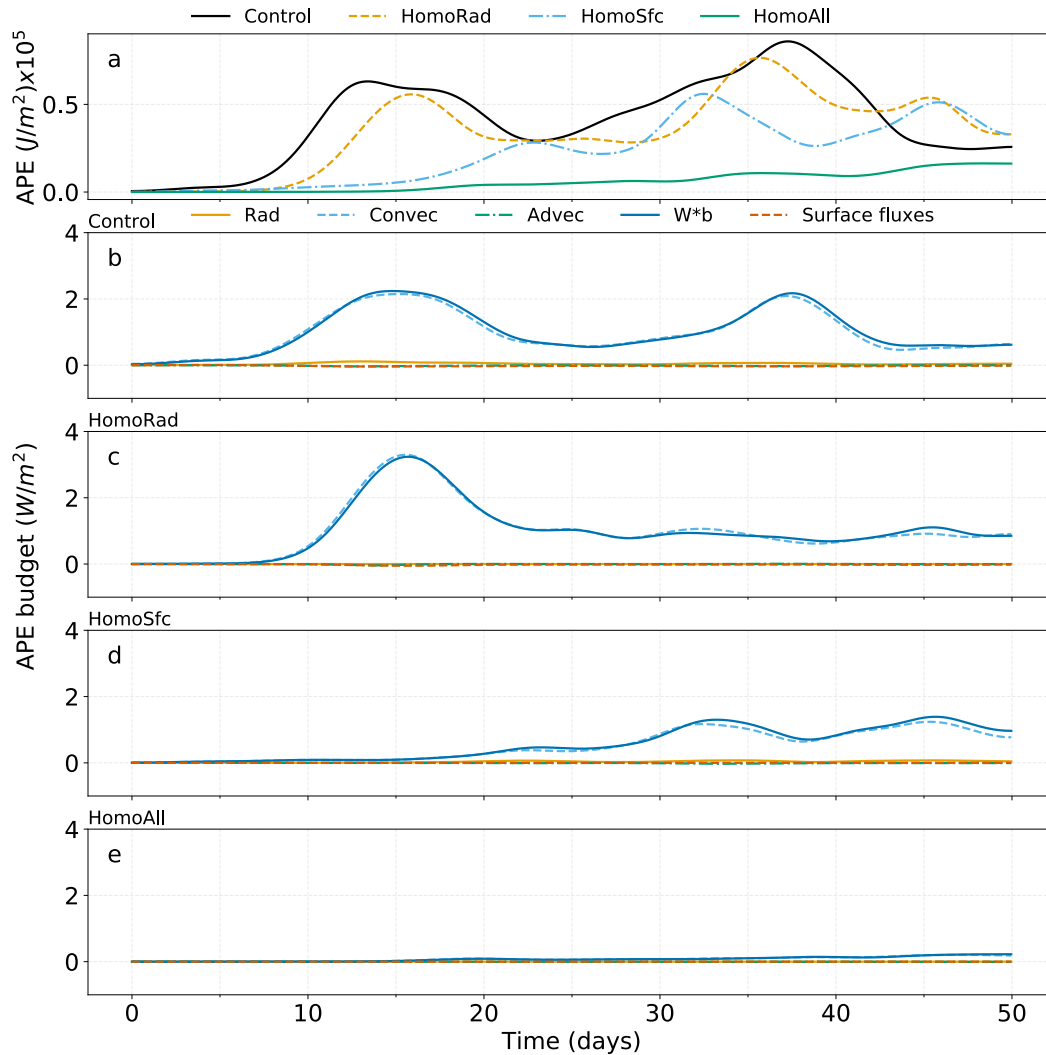 Control HomoRad HomoSfc HomoAll
a
APE (J/m²)x10⁵
0.5
0.0
Rad Convec Advec W*b Surface fluxes
Control
b
4
2
0
HomoRad
c
4
2
0
APE budget (W/m²)
HomoSfc
d
4
2
0
HomoAll
e
4
2
0
0 10 20 30 40 50
Time (days)